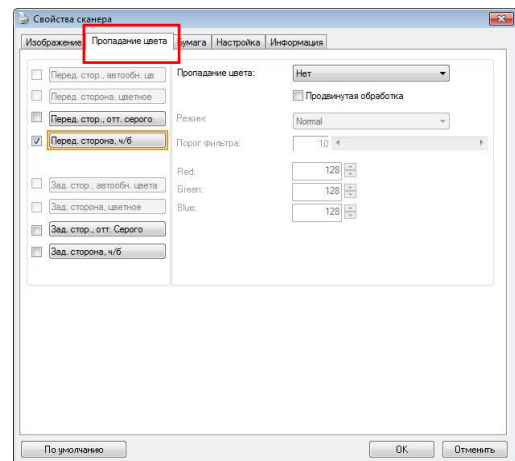 Свойства сканера
Изображение Пропадание цвета Бумага Настройка Информация
Перед. стор., автообн. цв
Перед. сторона, цветное
Перед. стор., отт. серого
Перед. сторона, ч/б
Зад. стор., автообн. цвета
Зад. сторона, цветное
Зад. стор., отт. Серого
Зад. сторона, ч/б
Пропадание цвета: Нет
Продвинутая обработка
Режим: Normal
Порог Фильтра: 10
Red: 128
Green: 128
Blue: 128
По умолчанию OK Отменить